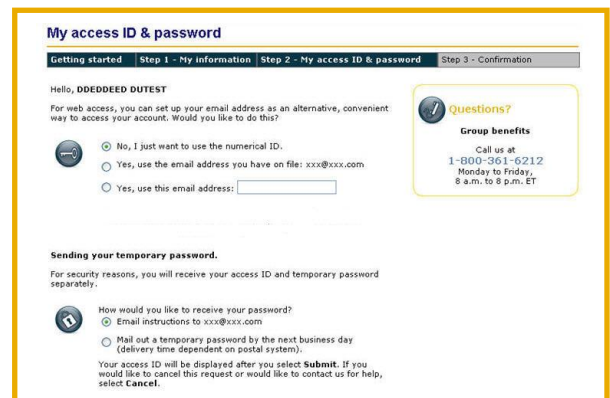 My access ID & password
Getting started Step 1 - My information Step 2 - My access ID & password Step 3 - Confirmation
Hello, DDEDDEED DUTEST
For web access, you can set up your email address as an alternative, convenient
way to access your account. Would you like to do this?
No, I just want to use the numerical ID.
Yes, use the email address you have on file: xxx@xxx.com
Yes, use this email address:
Questions?
Group benefits
Call us at
1-800-361-6212
Monday to Friday,
8 a.m. to 8 p.m. ET
Sending your temporary password.
For security reasons, you will receive your access ID and temporary password
separately.
How would you like to receive your password?
Email instructions to xxx@xxx.com
Mail out a temporary password by the next business day
(delivery time dependent on postal system).
Your access ID will be displayed after you select Submit. If you
would like to cancel this request or would like to contact us for help,
select Cancel.